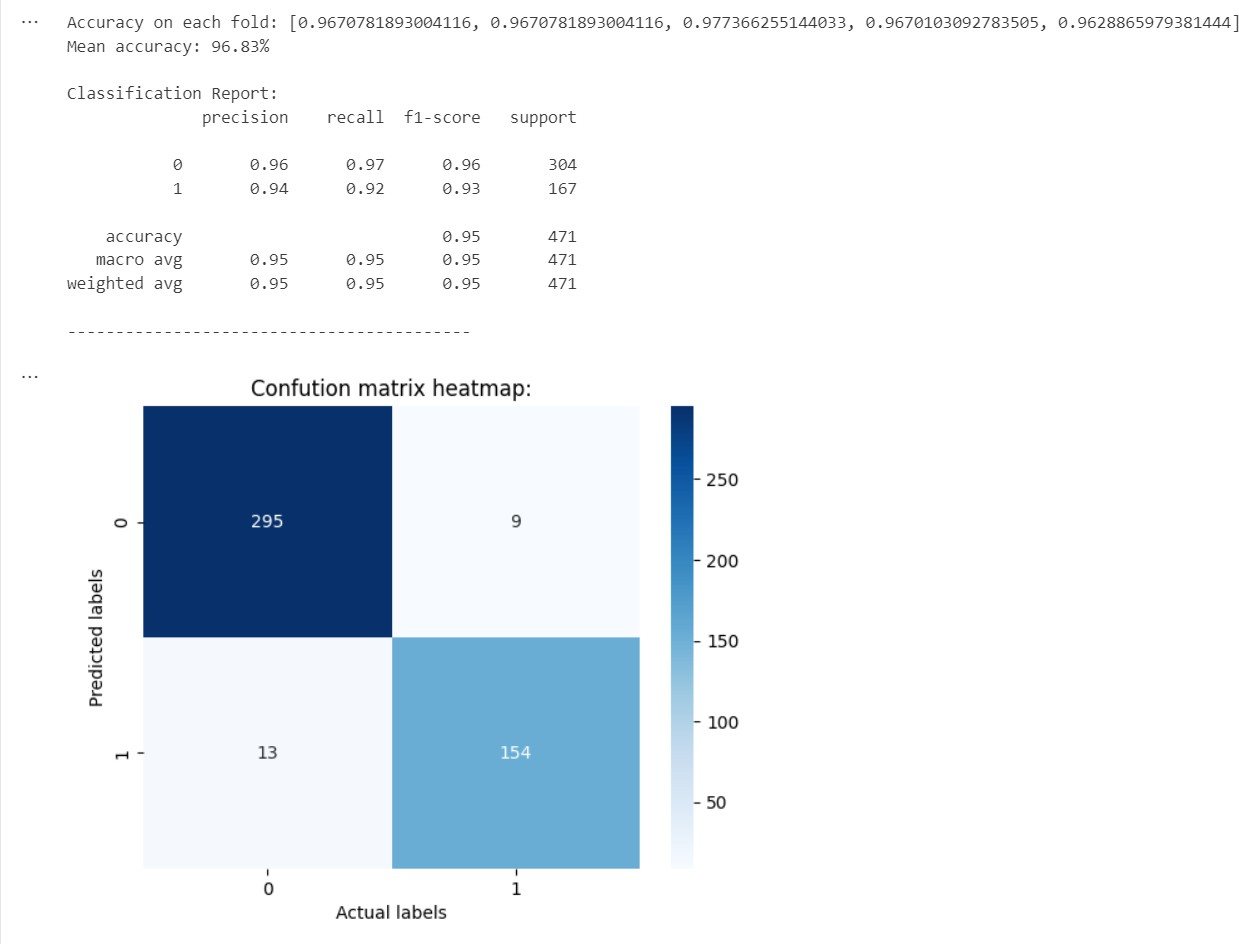 ... Accuracy on each fold: [0.9670781893004116, 0.9670781893004116, 0.977366255144033, 0.9670103092783505, 0.9628865979381444]
Mean accuracy: 96.83%
Classification Report:
precision recall f1-score support
0 0.96 0.97 0.96 304
1 0.94 0.92 0.93 167
accuracy 0.95 471
macro avg 0.95 0.95 0.95 471
weighted avg 0.95 0.95 0.95 471
------------------------------------------
...
Confution matrix heatmap:
Predicted labels
0
295 9
1
13 154
0 1
Actual labels
250
200
150
100
50